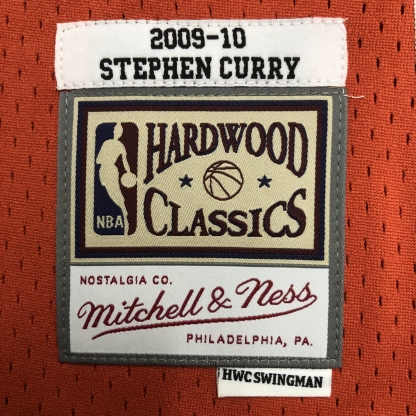 2009-10
STEPHEN CURRY
HARDWOOD
NBA
CLASSICS
NOSTALGIA CO.
Mitchell & Ness
PHILADELPHIA, PA.
HWC SWINGMAN